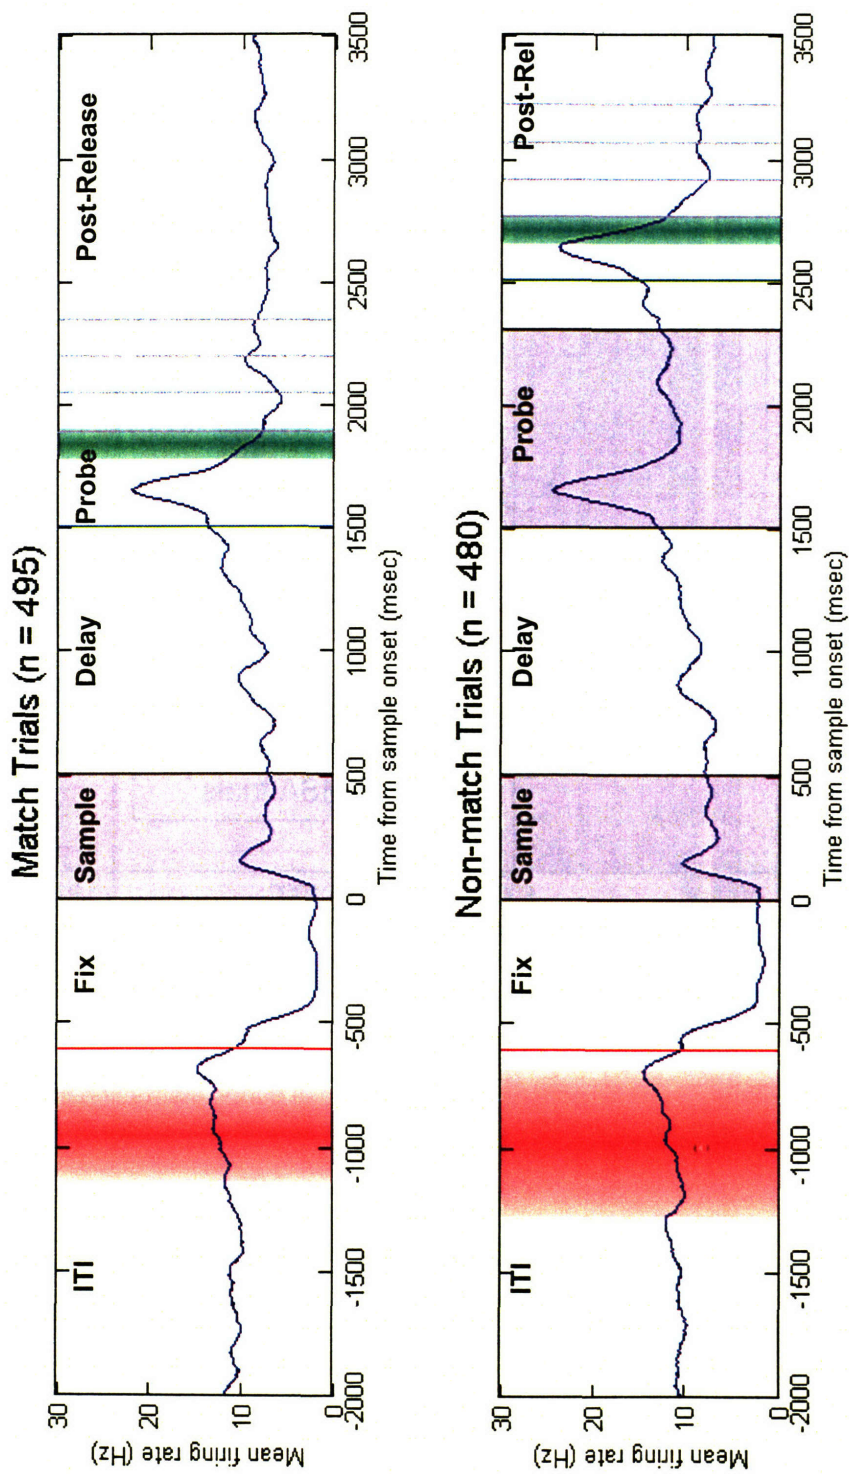 Match Trials (n = 495)
Mean firing rate (Hz)
30
20
10
0
ITI
Fix
Sample
Delay
Probe
Post-Release
-2000
-1500
-1000
-500
0
500
1000
1500
2000
2500
3000
3500
Time from sample onset (msec)
Non-match Trials (n = 480)
Mean firing rate (Hz)
30
20
10
0
ITI
Fix
Sample
Delay
Probe
Post-Rel
-2000
-1500
-1000
-500
0
500
1000
1500
2000
2500
3000
3500
Time from sample onset (msec)